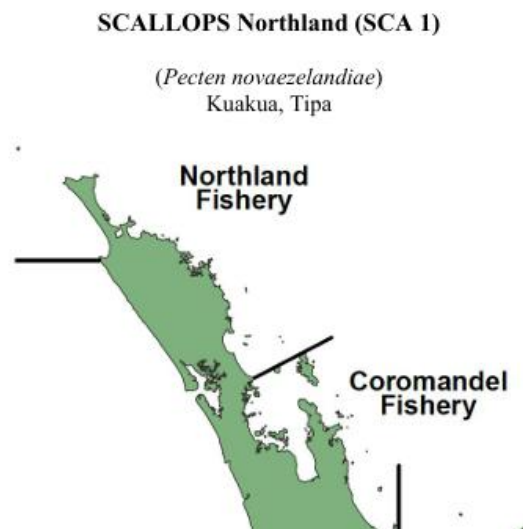 SCALLOPS Northland (SCA 1)
(Pecten novaezelandiae)
Kuakua, Tipa
Northland
Fishery
Coromandel
Fishery